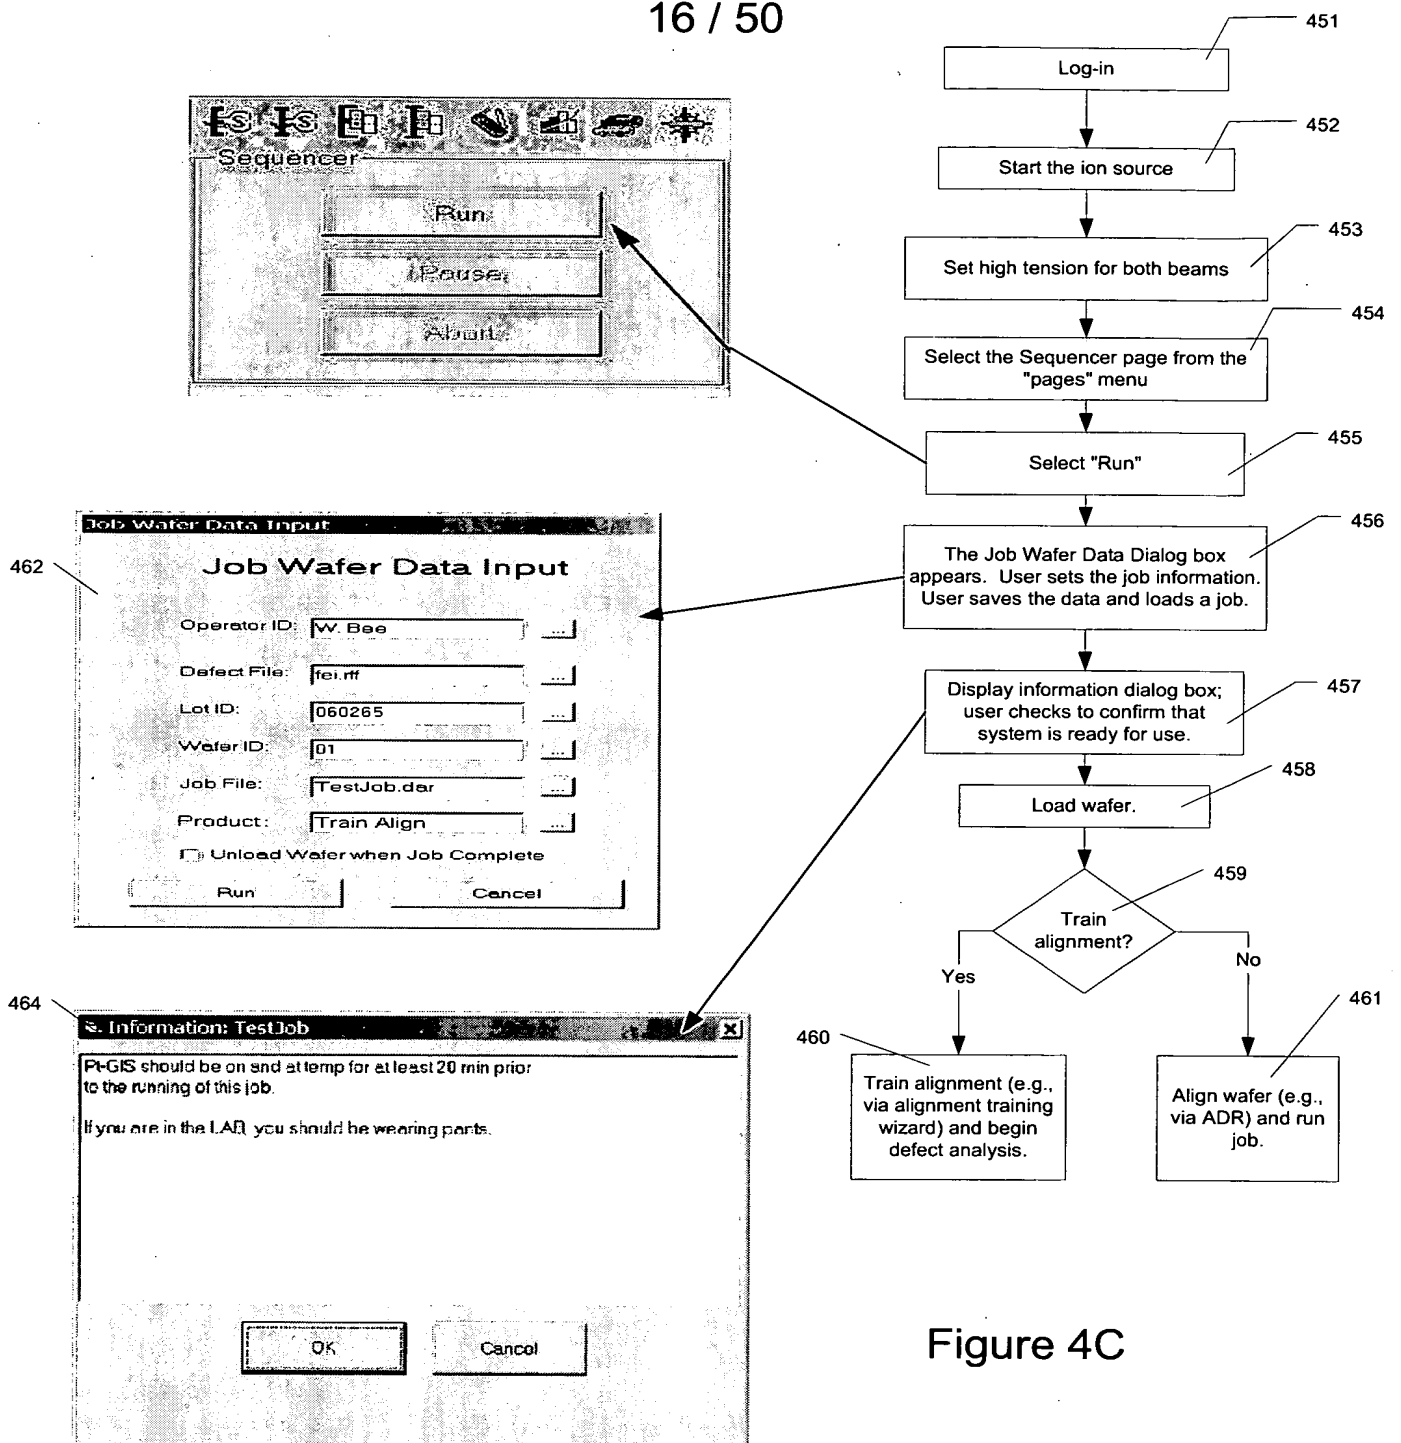 16 / 50
451
Log-in
452
Start the ion source
453
Set high tension for both beams
454
Select the Sequencer page from the
"pages" menu
455
Select "Run"
456
The Job Wafer Data Dialog box
appears. User sets the job information.
User saves the data and loads a job.
457
Display information dialog box;
user checks to confirm that
system is ready for use.
458
Load wafer.
459
Train
alignment?
Yes
No
460
Train alignment (e.g.,
via alignment training
wizard) and begin
defect analysis.
461
Align wafer (e.g.,
via ADR) and run
job.
Sequencer
Run
Pause
Abort
462
Job Wafer Data Input
Job Wafer Data Input
Operator ID: W. Bee ...
Defect File: fei.rff ...
Lot ID: 060265 ...
Wafer ID: 01 ...
Job File: TestJob.dar ...
Product: Train Align ...
Unload Wafer when Job Complete
Run Cancel
464
Information: TestJob
Pt-GIS should be on and at temp for at least 20 min prior
to the running of this job.
If you are in the LAB, you should be wearing pants.
OK Cancel
Figure 4C